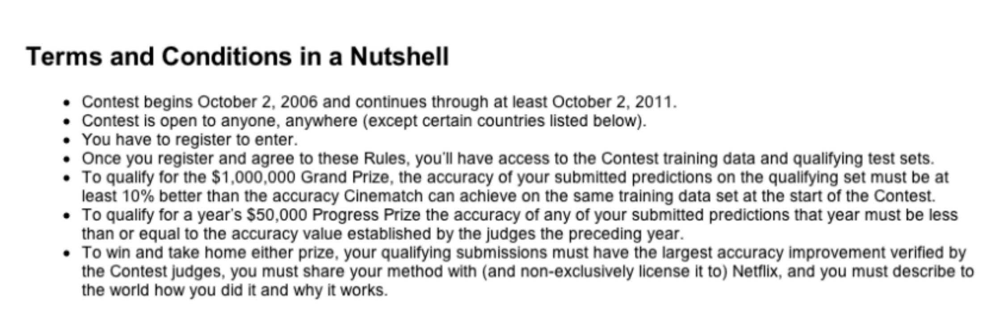 Terms and Conditions in a Nutshell
• Contest begins October 2, 2006 and continues through at least October 2, 2011.
• Contest is open to anyone, anywhere (except certain countries listed below).
• You have to register to enter.
• Once you register and agree to these Rules, you'll have access to the Contest training data and qualifying test sets.
• To qualify for the $1,000,000 Grand Prize, the accuracy of your submitted predictions on the qualifying set must be at
least 10% better than the accuracy Cinematch can achieve on the same training data set at the start of the Contest.
• To qualify for a year's $50,000 Progress Prize the accuracy of any of your submitted predictions that year must be less
than or equal to the accuracy value established by the judges the preceding year.
• To win and take home either prize, your qualifying submissions must have the largest accuracy improvement verified by
the Contest judges, you must share your method with (and non-exclusively license it to) Netflix, and you must describe to
the world how you did it and why it works.